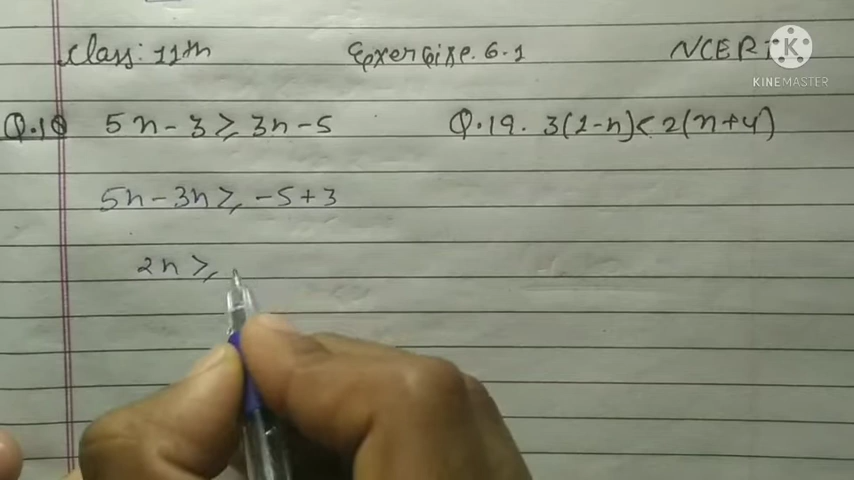 Class: 11th Exercise. 6.1 NCERT
K
KINEMASTER
Q.18 5x - 3 ≥ 3x - 5 Q.19. 3(1-x) < 2(x+4)
5x - 3x ≥ -5 + 3
2x ≥